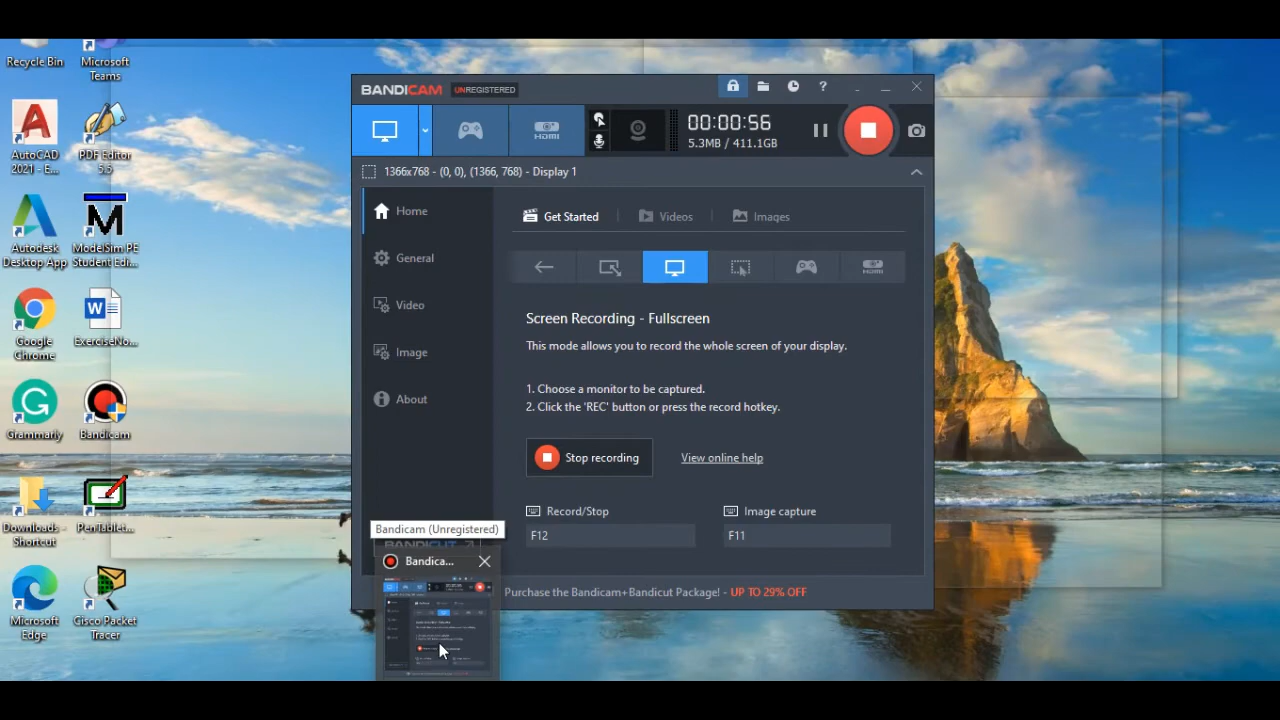 Recycle Bin
Microsoft
Teams
AutoCAD
2021 - E...
PDF Editor
5.5
Autodesk
Desktop App
ModelSim PE
Student Edi...
Google
Chrome
ExerciseNo...
Grammarly
Bandicam
Downloads -
Shortcut
PenTablet...
Microsoft
Edge
Cisco Packet
Tracer
BANDICAM UNREGISTERED
HDMI
00:00:56
5.3MB / 411.1GB
1366x768 - (0, 0), (1366, 768) - Display 1
Home
General
Video
Image
About
Get Started
Videos
Images
HDMI
Screen Recording - Fullscreen
This mode allows you to record the whole screen of your display.
1. Choose a monitor to be captured.
2. Click the 'REC' button or press the record hotkey.
Stop recording
View online help
Record/Stop
Image capture
F12
F11
Bandicam (Unregistered)
BANDICUT
Bandica...
Purchase the Bandicam+Bandicut Package! - UP TO 29% OFF